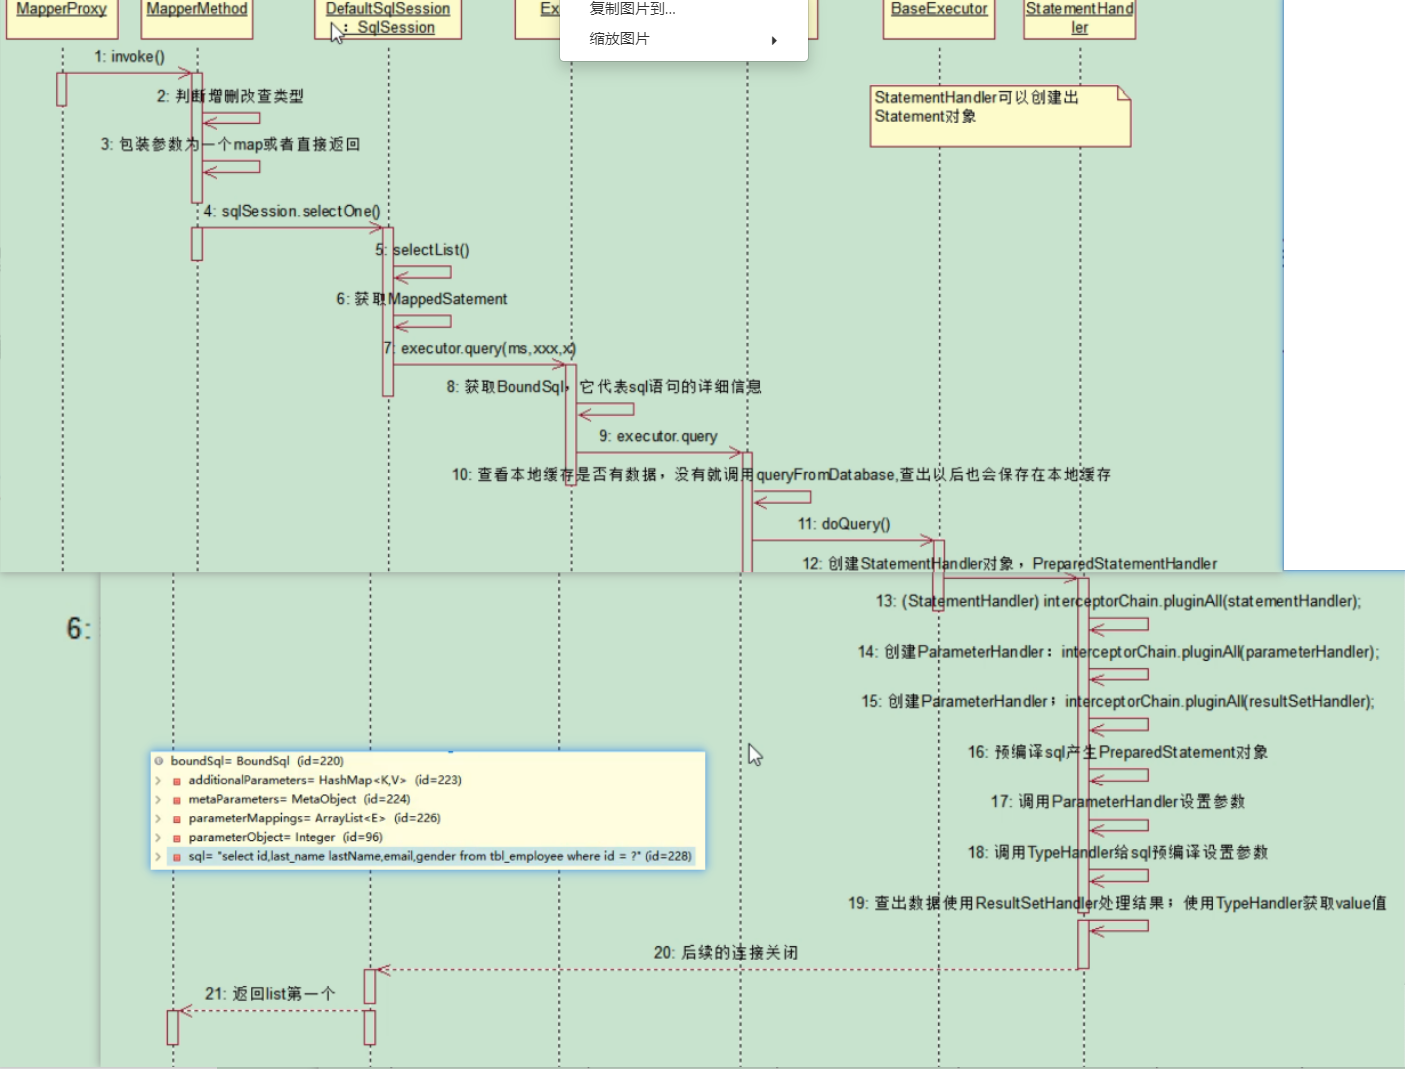 MapperProxy
MapperMethod
DefaultSqlSession
: SqlSession
Ex
复制图片到...
缩放图片
BaseExecutor
StatementHand
ler
1: invoke()
StatementHandler可以创建出
Statement对象
2: 判断增删改查类型
3: 包装参数为一个map或者直接返回
4: sqlSession.selectOne()
5: selectList()
6: 获取MappedSatement
7: executor.query(ms,xxx,x)
8: 获取BoundSql，它代表sql语句的详细信息
9: executor.query
10: 查看本地缓存是否有数据，没有就调用queryFromDatabase,查出以后也会保存在本地缓存
11: doQuery()
12: 创建StatementHandler对象，PreparedStatementHandler
13: (StatementHandler) interceptorChain.pluginAll(statementHandler);
6:
14: 创建ParameterHandler：interceptorChain.pluginAll(parameterHandler);
15: 创建ParameterHandler；interceptorChain.pluginAll(resultSetHandler);
16: 预编译sql产生PreparedStatement对象
boundSql= BoundSql (id=220)
additionalParameters= HashMap<K,V> (id=223)
metaParameters= MetaObject (id=224)
parameterMappings= ArrayList<E> (id=226)
parameterObject= Integer (id=96)
sql= "select id,last_name lastName,email,gender from tbl_employee where id = ?" (id=228)
17: 调用ParameterHandler设置参数
18: 调用TypeHandler给sql预编译设置参数
19: 查出数据使用ResultSetHandler处理结果；使用TypeHandler获取value值
20: 后续的连接关闭
21: 返回list第一个